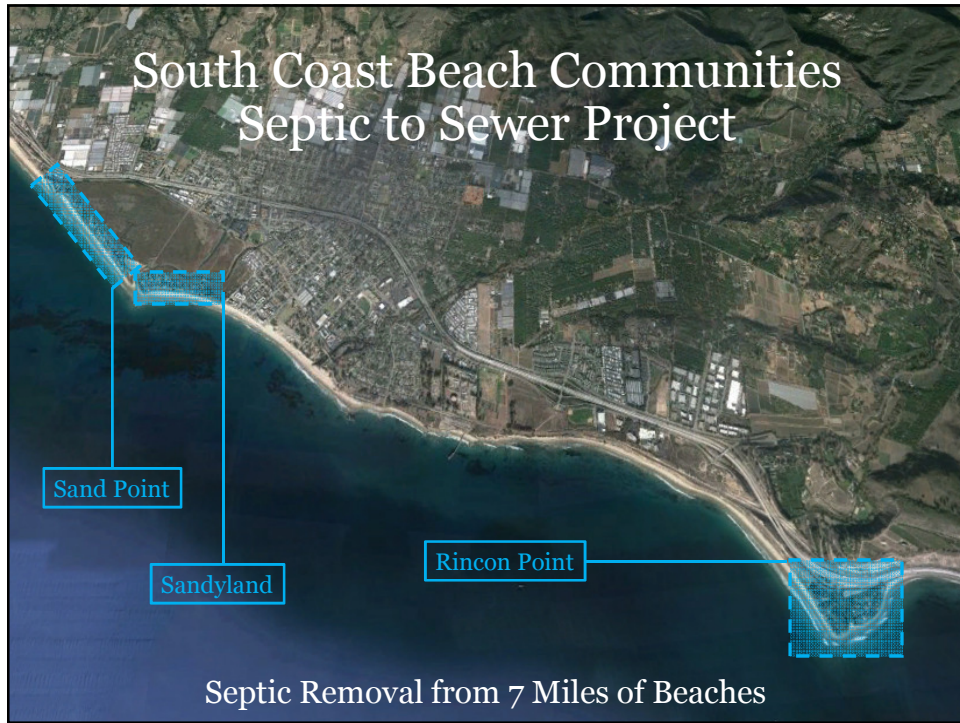 South Coast Beach Communities
Septic to Sewer Project
Sand Point
Sandyland
Rincon Point
Septic Removal from 7 Miles of Beaches